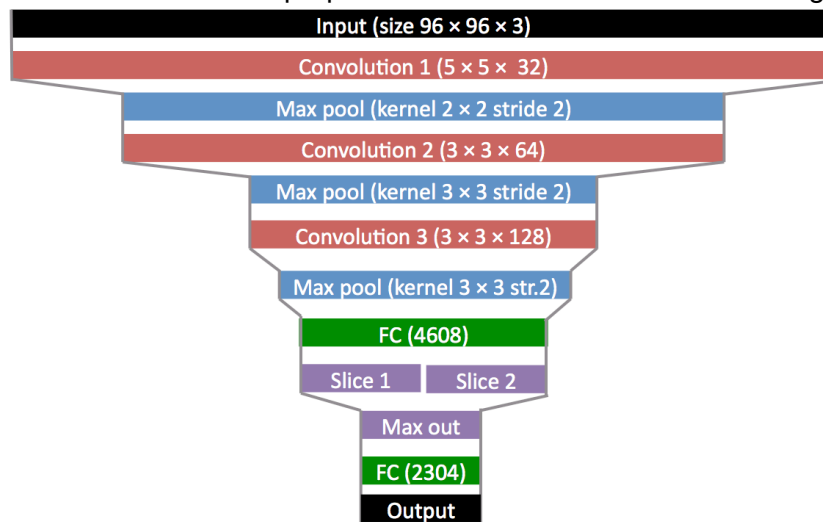 Input (size 96 × 96 × 3)
Convolution 1 (5 × 5 × 32)
Max pool (kernel 2 × 2 stride 2)
Convolution 2 (3 × 3 × 64)
Max pool (kernel 3 × 3 stride 2)
Convolution 3 (3 × 3 × 128)
Max pool (kernel 3 × 3 str.2)
FC (4608)
Slice 1 Slice 2
Max out
FC (2304)
Output